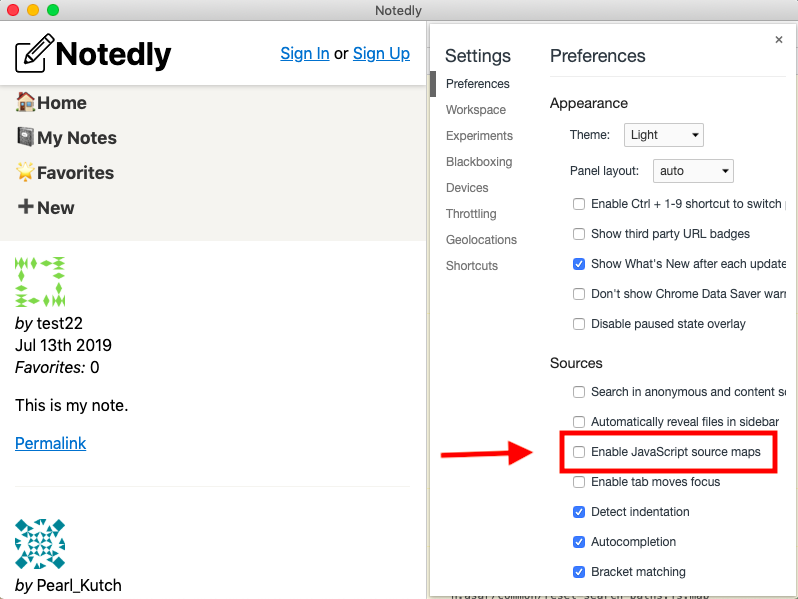 Notedly
Notedly
Sign In or Sign Up
Home
My Notes
Favorites
New
by test22
Jul 13th 2019
Favorites: 0
This is my note.
Permalink
by Pearl_Kutch
×
Settings
Preferences
Workspace
Experiments
Blackboxing
Devices
Throttling
Geolocations
Shortcuts
Preferences
Appearance
Theme: Light
Panel layout: auto
Enable Ctrl + 1-9 shortcut to switch
Show third party URL badges
Show What's New after each update
Don't show Chrome Data Saver
Disable paused state overlay
Sources
Search in anonymous and content
Automatically reveal files in sidebar
Enable JavaScript source maps
Enable tab moves focus
Detect indentation
Autocompletion
Bracket matching